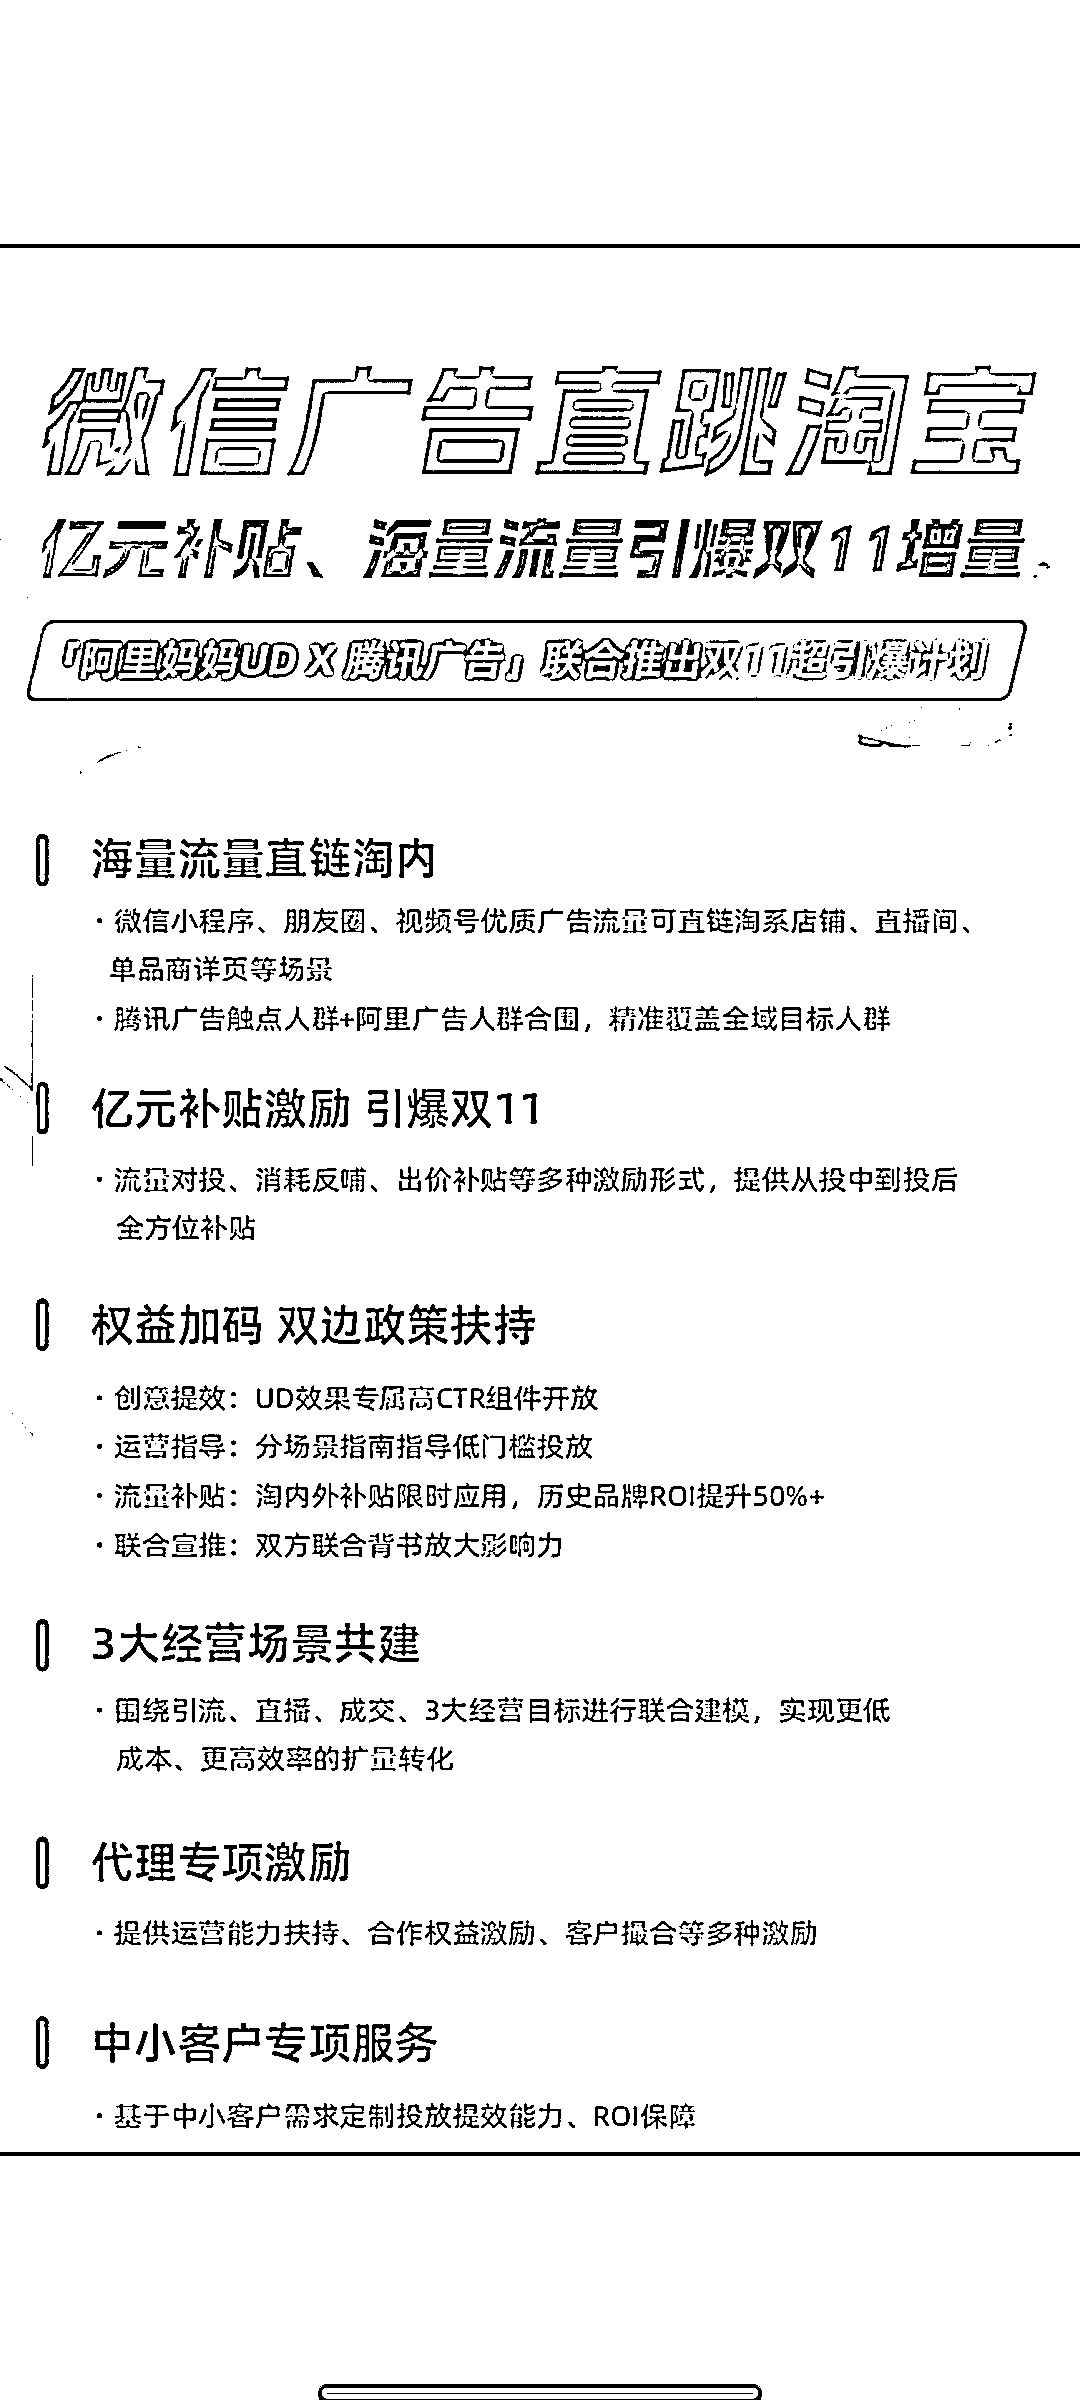 微信广告直跳淘宝
亿元补贴、海量流量引爆双11增量
「阿里妈妈UD X 腾讯广告」联合推出双11超引爆计划
海量流量直链淘内
· 微信小程序、朋友圈、视频号优质广告流量可直链淘系店铺、直播间、
单品商详页等场景
· 腾讯广告触点人群+阿里广告人群合围，精准覆盖全域目标人群
亿元补贴激励 引爆双11
· 流量对投、消耗反哺、出价补贴等多种激励形式，提供从投中到投后
全方位补贴
权益加码 双边政策扶持
· 创意提效：UD效果专属高CTR组件开放
· 运营指导：分场景指南指导低门槛投放
· 流量补贴：淘内外补贴限时应用，历史品牌ROI提升50%+
· 联合宣推：双方联合背书放大影响力
3大经营场景共建
· 围绕引流、直播、成交、3大经营目标进行联合建模，实现更低
成本、更高效率的扩量转化
代理专项激励
· 提供运营能力扶持、合作权益激励、客户撮合等多种激励
中小客户专项服务
· 基于中小客户需求定制投放提效能力、ROI保障